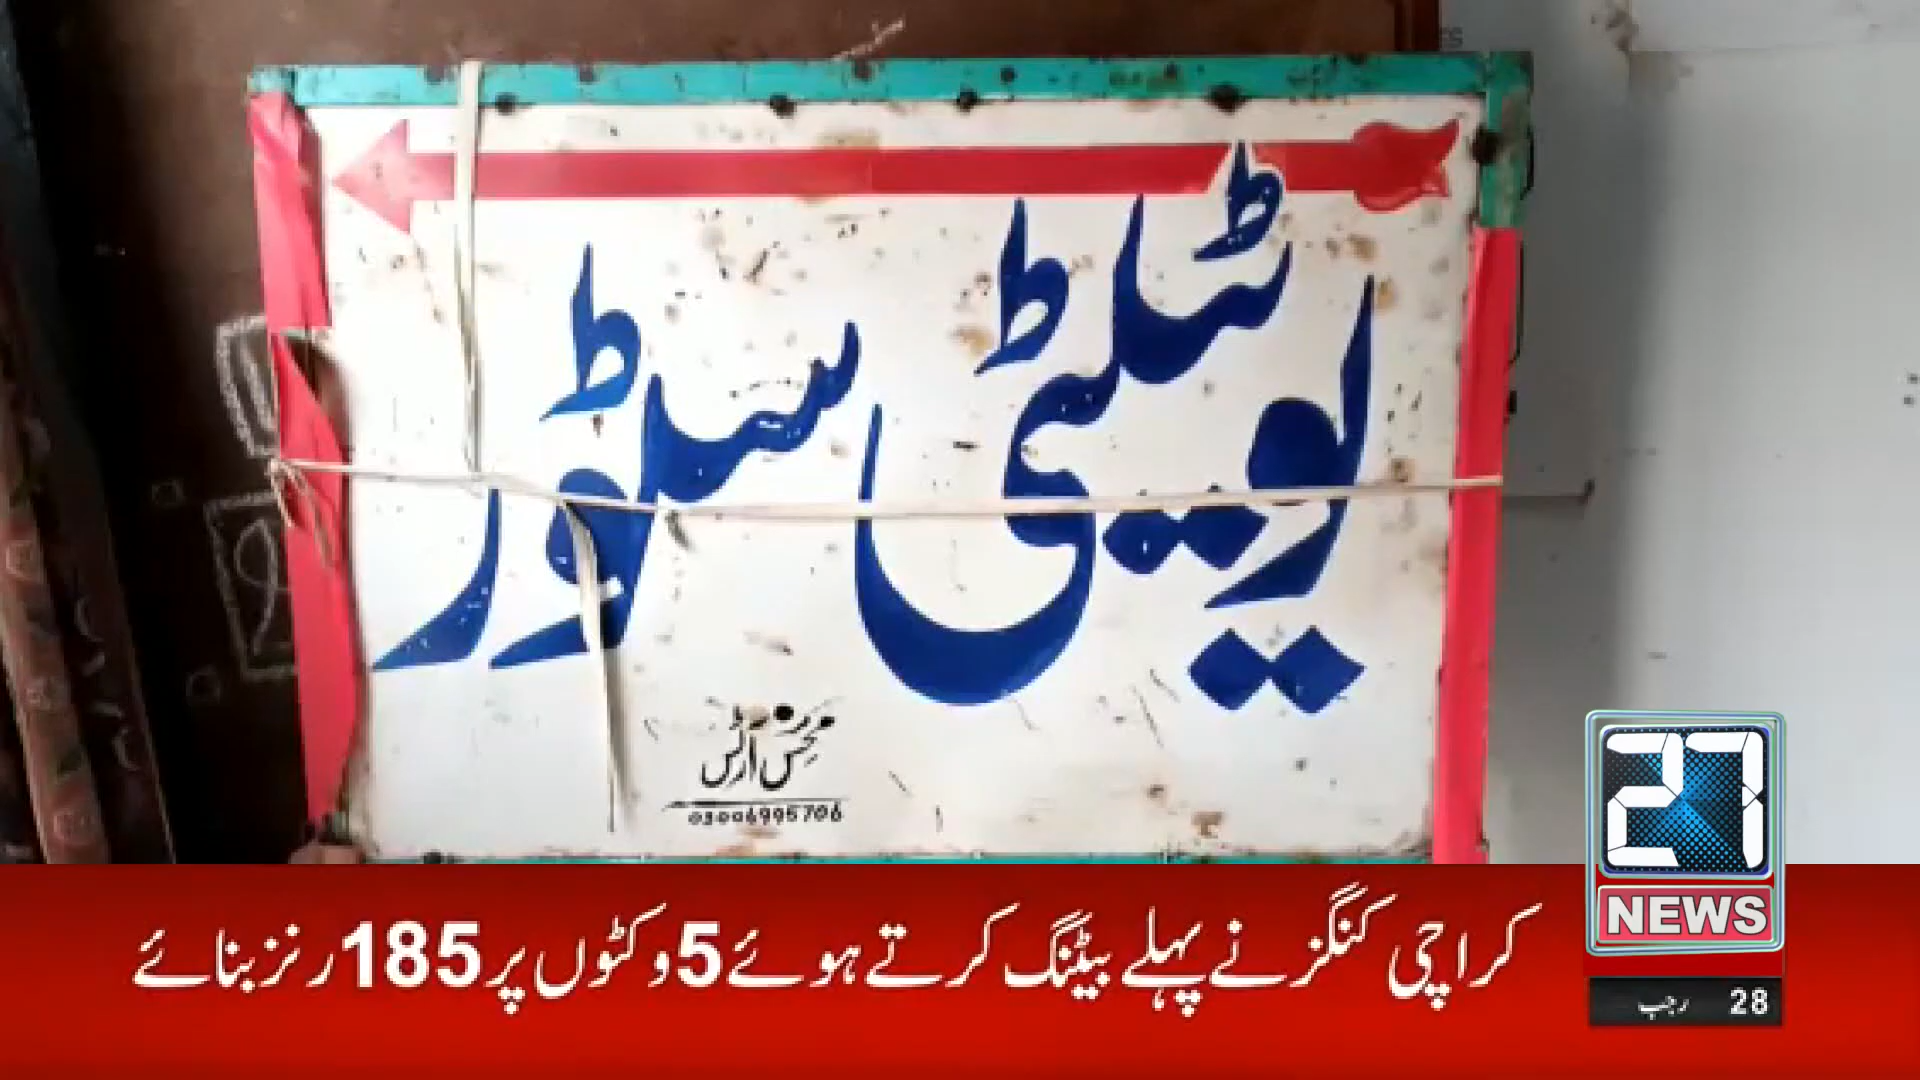 یوٹیلٹی سٹور
محسن آرٹس
03006995706
27
NEWS
کراچی کنگز نے پہلے بیٹنگ کرتے ہوئے 5 وکٹوں پر 185 رنز بنائے
28 رجب